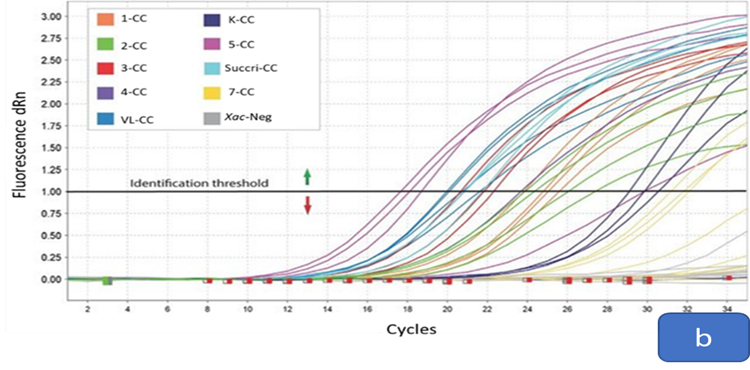 Fluorescence dRn
3.00
2.75
2.50
2.25
2.00
1.75
1.50
1.25
1.00
0.75
0.50
0.25
0.00
1-CC
2-CC
3-CC
4-CC
VL-CC
K-CC
5-CC
Succri-CC
7-CC
Xac-Neg
Identification threshold
2 4 6 8 10 12 14 16 18 20 22 24 26 28 30 32 34
Cycles
b